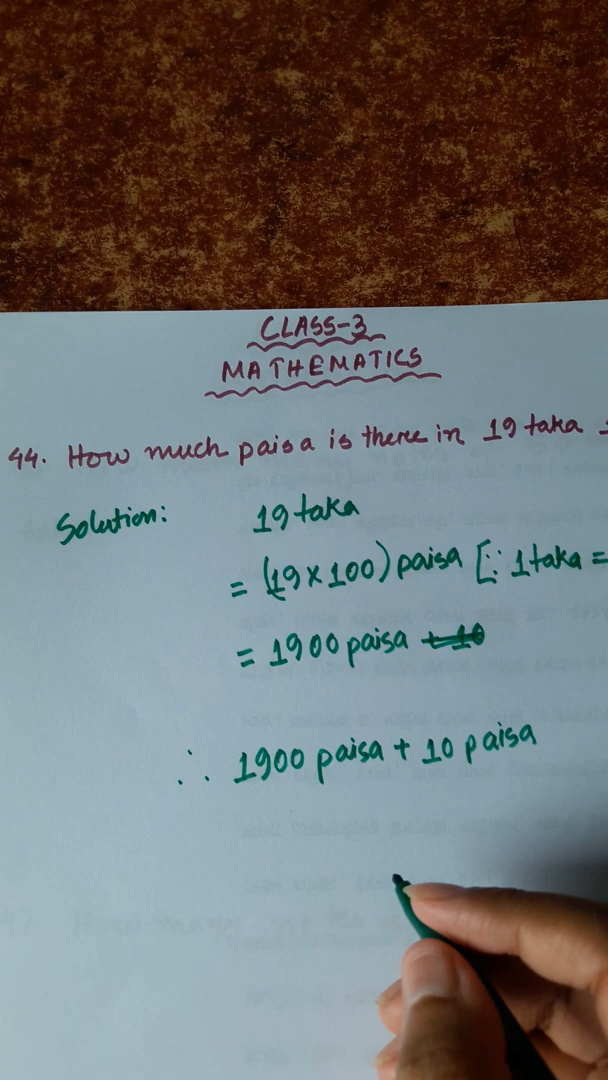 CLASS-3
MATHEMATICS
44. How much paisa is there in 19 taka
Solution: 19 taka
= (19×100) paisa [∵ 1 taka =
= 1900 paisa + 10
∴ 1900 paisa + 10 paisa